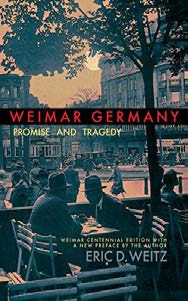 WEIMAR GERMANY
PROMISE AND TRAGEDY
WEIMAR CENTENNIAL EDITION WITH
A NEW PREFACE BY THE AUTHOR
ERIC D. WEITZ